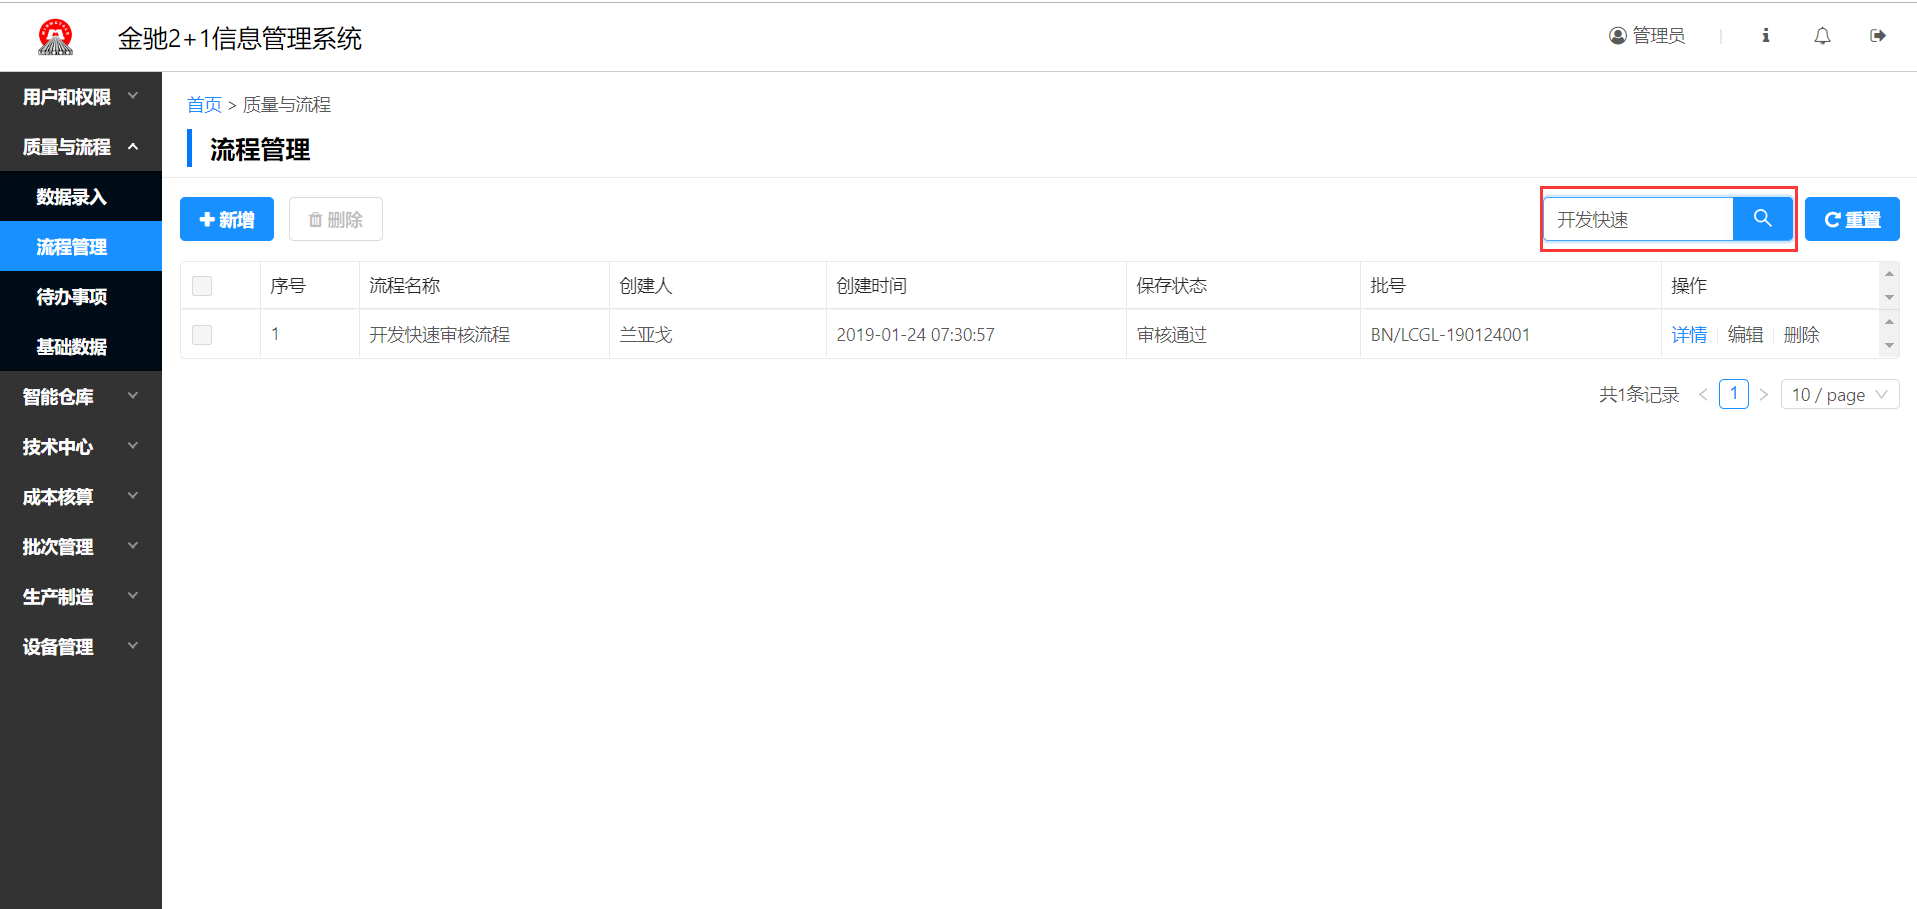 金驰2+1信息管理系统
管理员
用户和权限
质量与流程
数据录入
流程管理
待办事项
基础数据
智能仓库
技术中心
成本核算
批次管理
生产制造
设备管理
首页 > 质量与流程
流程管理
新增 删除 开发快速 重置
序号 流程名称 创建人 创建时间 保存状态 批号 操作
1 开发快速审核流程 兰亚戈 2019-01-24 07:30:57 审核通过 BN/LCGL-190124001 详情 编辑 删除
共1条记录 < 1 > 10 / page